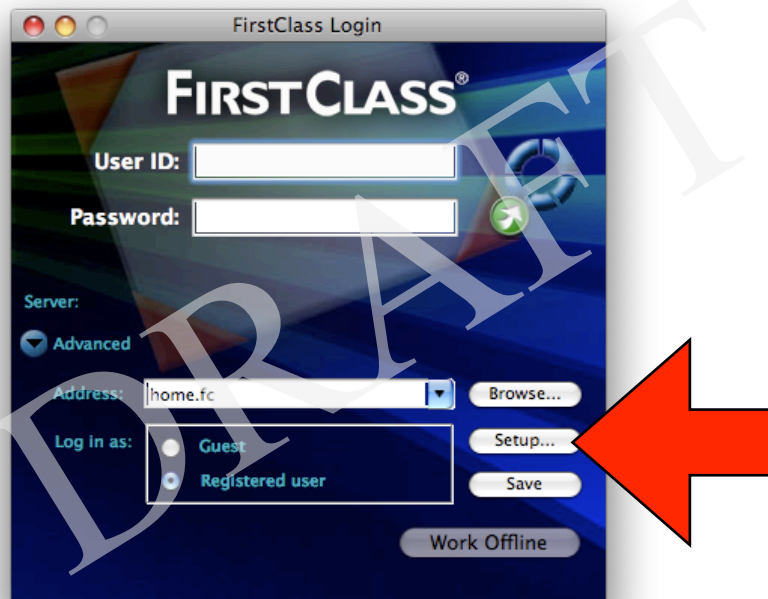 FirstClass Login
FIRSTCLASS®
User ID:
Password:
Server:
Advanced
Address: home.fc Browse...
Log in as: Guest Setup...
Registered user Save
Work Offline
DRAFT